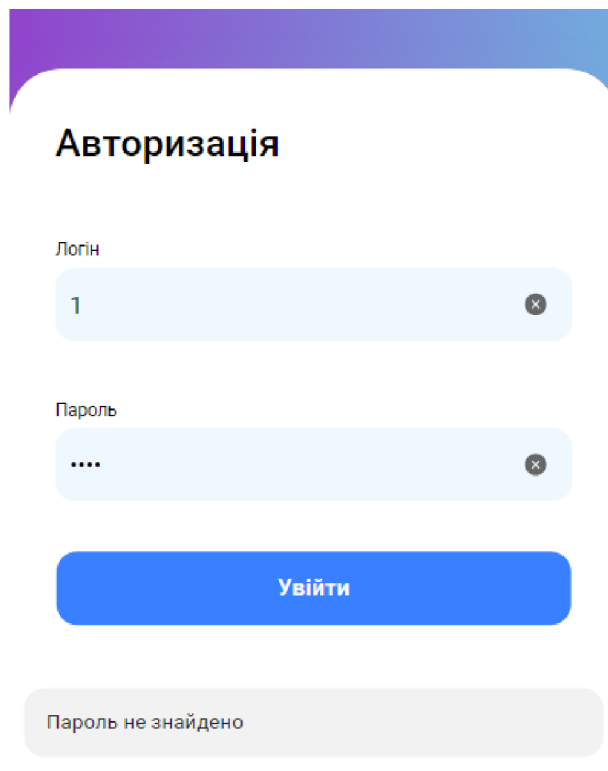 Авторизація
Логін
1
Пароль
••••
Увійти
Пароль не знайдено